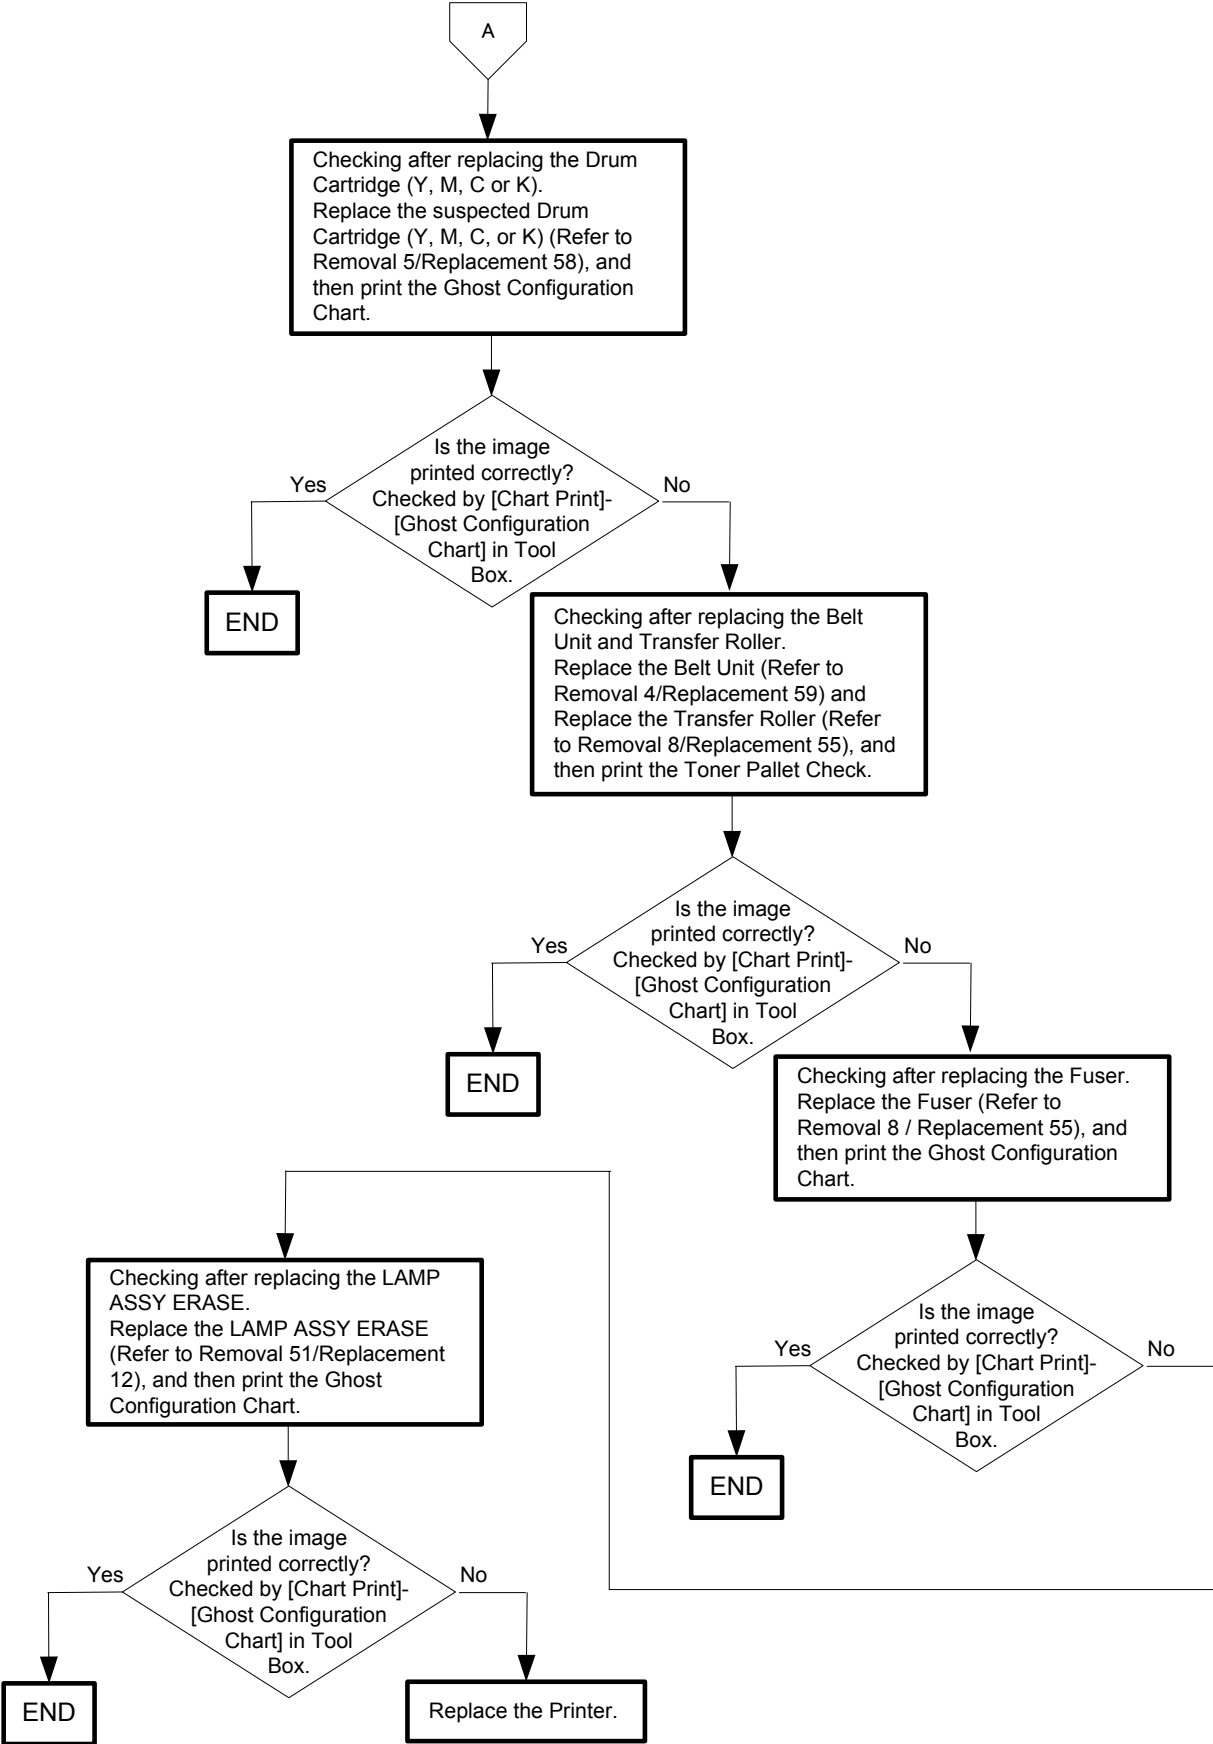 A
Checking after replacing the Drum
Cartridge (Y, M, C or K).
Replace the suspected Drum
Cartridge (Y, M, C, or K) (Refer to
Removal 5/Replacement 58), and
then print the Ghost Configuration
Chart.
Is the image
printed correctly?
Checked by [Chart Print]-
[Ghost Configuration
Chart] in Tool
Box.
Yes
No
END
Checking after replacing the Belt
Unit and Transfer Roller.
Replace the Belt Unit (Refer to
Removal 4/Replacement 59) and
Replace the Transfer Roller (Refer
to Removal 8/Replacement 55), and
then print the Toner Pallet Check.
Is the image
printed correctly?
Checked by [Chart Print]-
[Ghost Configuration
Chart] in Tool
Box.
Yes
No
END
Checking after replacing the Fuser.
Replace the Fuser (Refer to
Removal 8 / Replacement 55), and
then print the Ghost Configuration
Chart.
Is the image
printed correctly?
Checked by [Chart Print]-
[Ghost Configuration
Chart] in Tool
Box.
Yes
No
END
Checking after replacing the LAMP
ASSY ERASE.
Replace the LAMP ASSY ERASE
(Refer to Removal 51/Replacement
12), and then print the Ghost
Configuration Chart.
Is the image
printed correctly?
Checked by [Chart Print]-
[Ghost Configuration
Chart] in Tool
Box.
Yes
No
END
Replace the Printer.